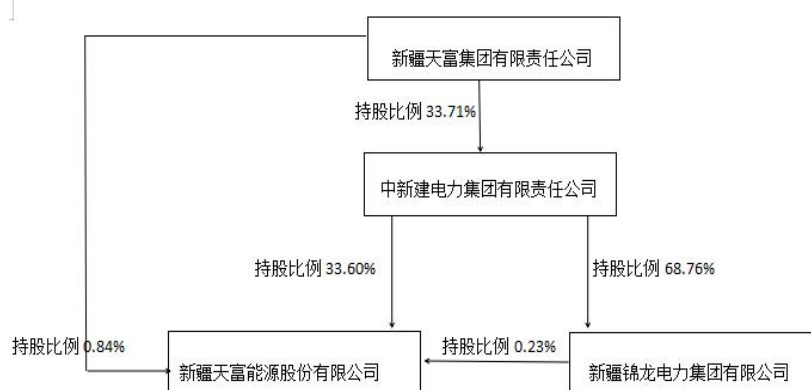 新疆天富集团有限责任公司
持股比例 33.71%
中新建电力集团有限责任公司
持股比例 33.60%
持股比例 68.76%
持股比例 0.84%
新疆天富能源股份有限公司
持股比例 0.23%
新疆锦龙电力集团有限公司